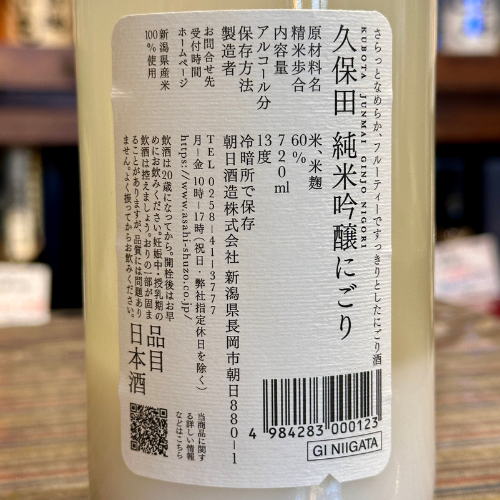 さらっとなめらか、フルーティーですっきりとしたにごり酒
KUBOTA JUNMAI GINJO NIGORI
久保田 純米吟醸にごり
原材料名 米、米麹
精米歩合 60%
内容量 720ml
アルコール分 13度
保存方法 冷暗所で保存
製造者 朝日酒造株式会社 新潟県長岡市朝日880-1
お問合せ先 TEL 0258-41-3777
受付時間 月―金 10時―17時(祝日・弊社指定休日を除く)
ホームページ https://www.asahi-shuzo.co.jp/
新潟県産米
100%使用
飲酒は20歳になってから。開栓後はお早
めにお飲みください。妊娠中・授乳期の
飲酒は控えましょう。おりの一部が固ま
ることがありますが、品質には問題あり
ません。よく振ってからお飲みください。
品目
日本酒
当商品に関す
る詳しい情報
などはこちら
4 984283 000123
GI NIIGATA